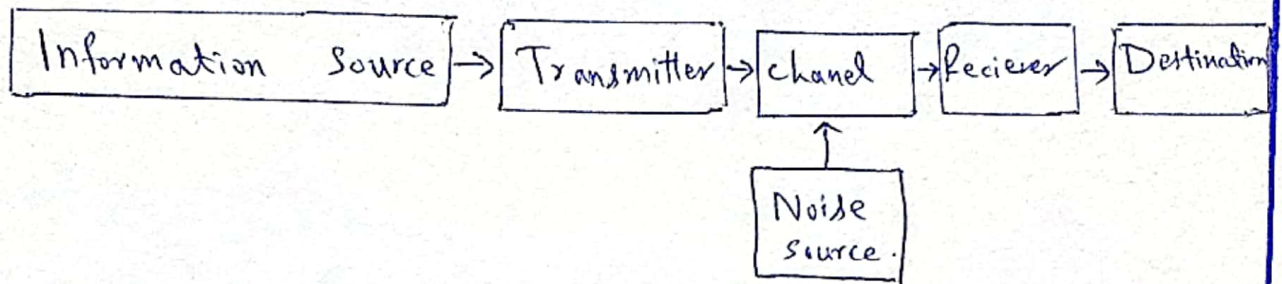 Information Source
Transmitter
Chanel
Reciever
Destination
Noise
Source.